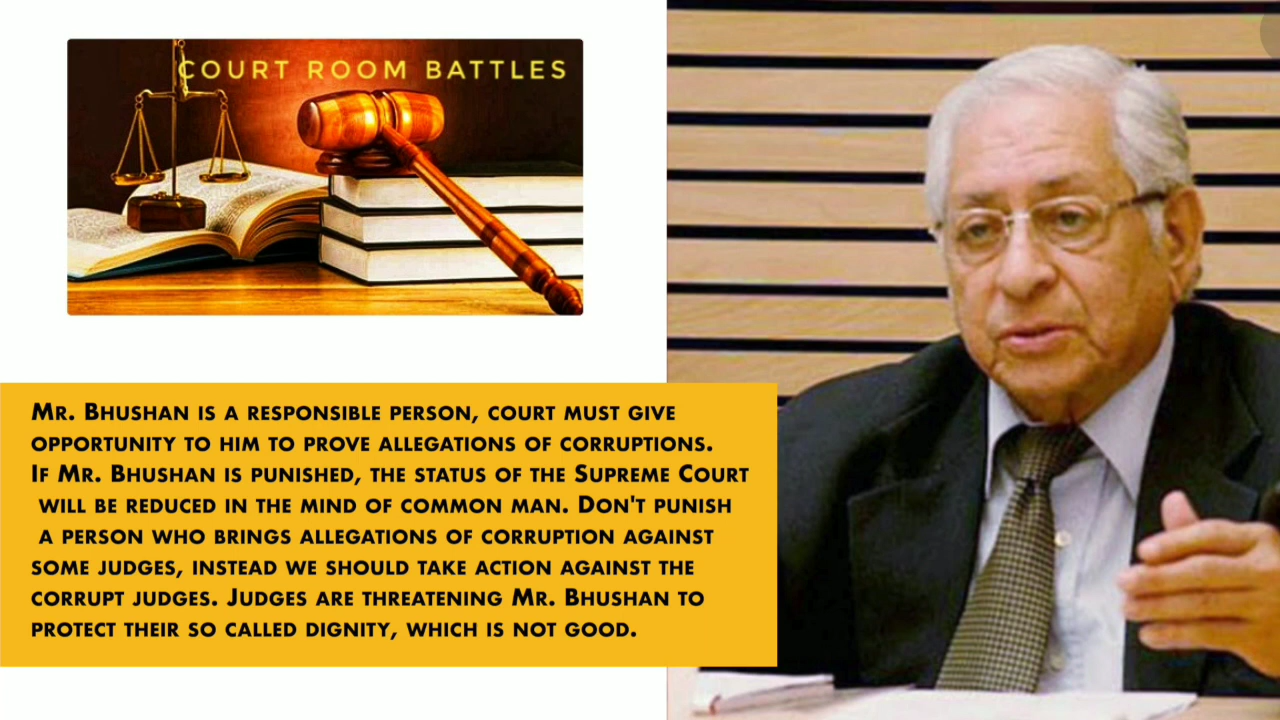 COURT ROOM BATTLES
Mr. Bhushan is a responsible person, court must give
opportunity to him to prove allegations of corruptions.
If Mr. Bhushan is punished, the status of the Supreme Court
will be reduced in the mind of common man. Don't punish
a person who brings allegations of corruption against
some judges, instead we should take action against the
corrupt judges. Judges are threatening Mr. Bhushan to
protect their so called dignity, which is not good.